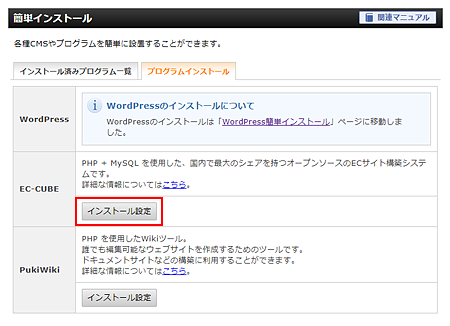 簡単インストール
関連マニュアル
各種CMSやプログラムを簡単に設置することができます。
インストール済みプログラム一覧
プログラムインストール
WordPress
WordPressのインストールについて
WordPressのインストールは「WordPress簡単インストール」ページに移動しま
した。
EC-CUBE
PHP + MySQL を使用した、国内で最大のシェアを持つオープンソースのECサイト構築システ
ムです。
詳細な情報についてはこちら。
インストール設定
PukiWiki
PHP を使用したWikiツール。
誰でも編集可能なウェブサイトを作成するためのツールです。
ドキュメントサイトなどの構築に利用することができます。
詳細な情報についてはこちら。
インストール設定